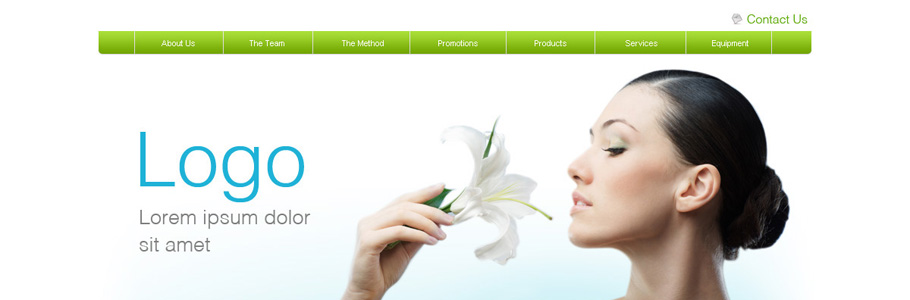 Contact Us
About Us
The Team
The Method
Promotions
Products
Services
Equipment
Logo
Lorem ipsum dolor
sit amet